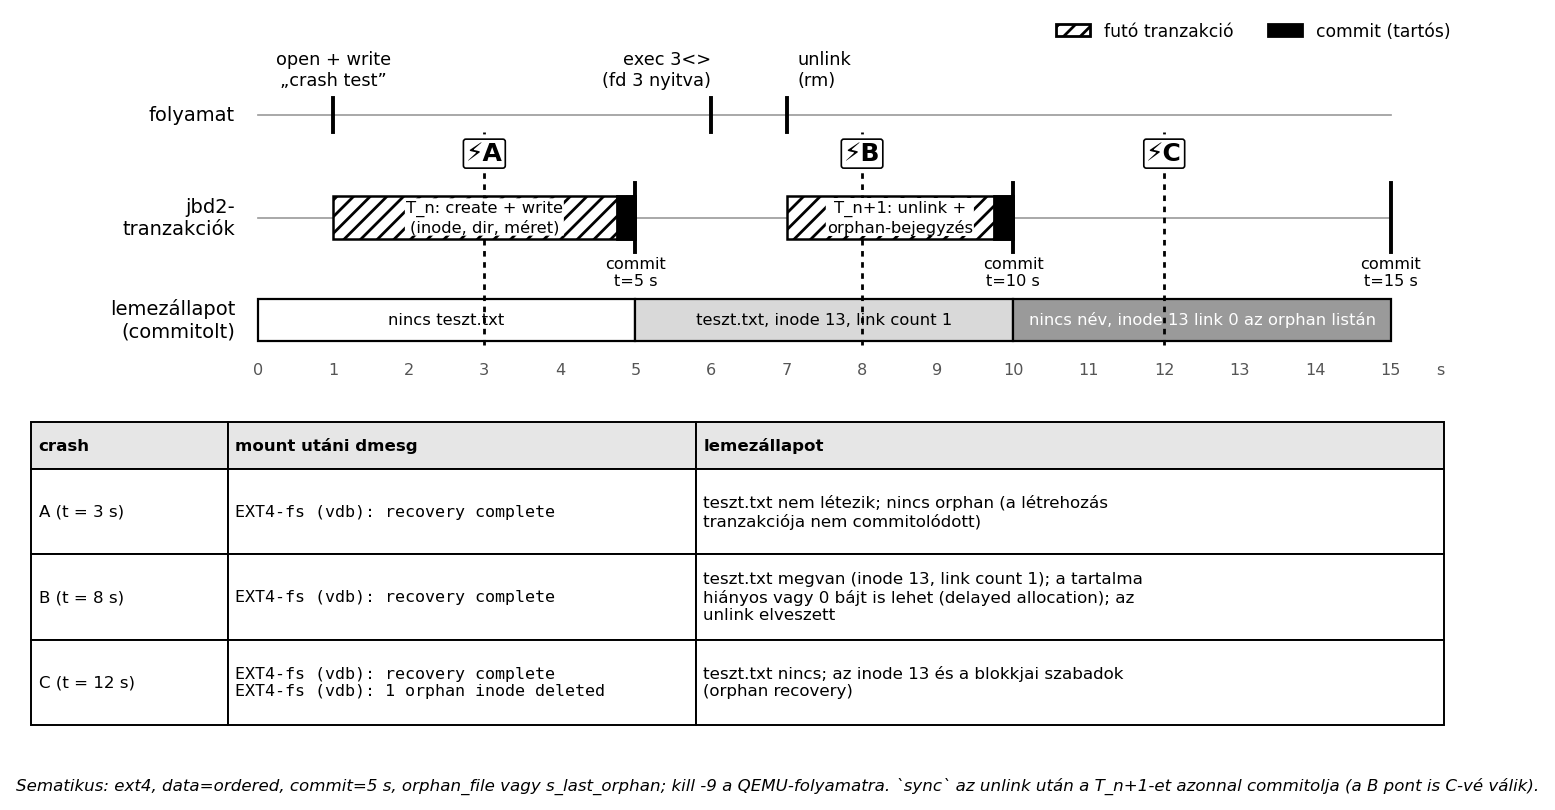 futó tranzakció
commit (tartós)
open + write
„crash test”
exec 3<>
(fd 3 nyitva)
unlink
(rm)
folyamat
⚡A
⚡B
⚡C
jbd2-
tranzakciók
T_n: create + write
(inode, dir, méret)
T_n+1: unlink +
orphan-bejegyzés
commit
t=5 s
commit
t=10 s
commit
t=15 s
lemezállapot
(commitolt)
nincs teszt.txt
teszt.txt, inode 13, link count 1
nincs név, inode 13 link 0 az orphan listán
0 1 2 3 4 5 6 7 8 9 10 11 12 13 14 15 s
crash
mount utáni dmesg
lemezállapot
A (t = 3 s)
EXT4-fs (vdb): recovery complete
teszt.txt nem létezik; nincs orphan (a létrehozás
tranzakciója nem commitolódott)
B (t = 8 s)
EXT4-fs (vdb): recovery complete
teszt.txt megvan (inode 13, link count 1); a tartalma
hiányos vagy 0 bájt is lehet (delayed allocation); az
unlink elveszett
C (t = 12 s)
EXT4-fs (vdb): recovery complete
EXT4-fs (vdb): 1 orphan inode deleted
teszt.txt nincs; az inode 13 és a blokkjai szabadok
(orphan recovery)
Sematikus: ext4, data=ordered, commit=5 s, orphan_file vagy s_last_orphan; kill -9 a QEMU-folyamatra. `sync` az unlink után a T_n+1-et azonnal commitolja (a B pont is C-vé válik).